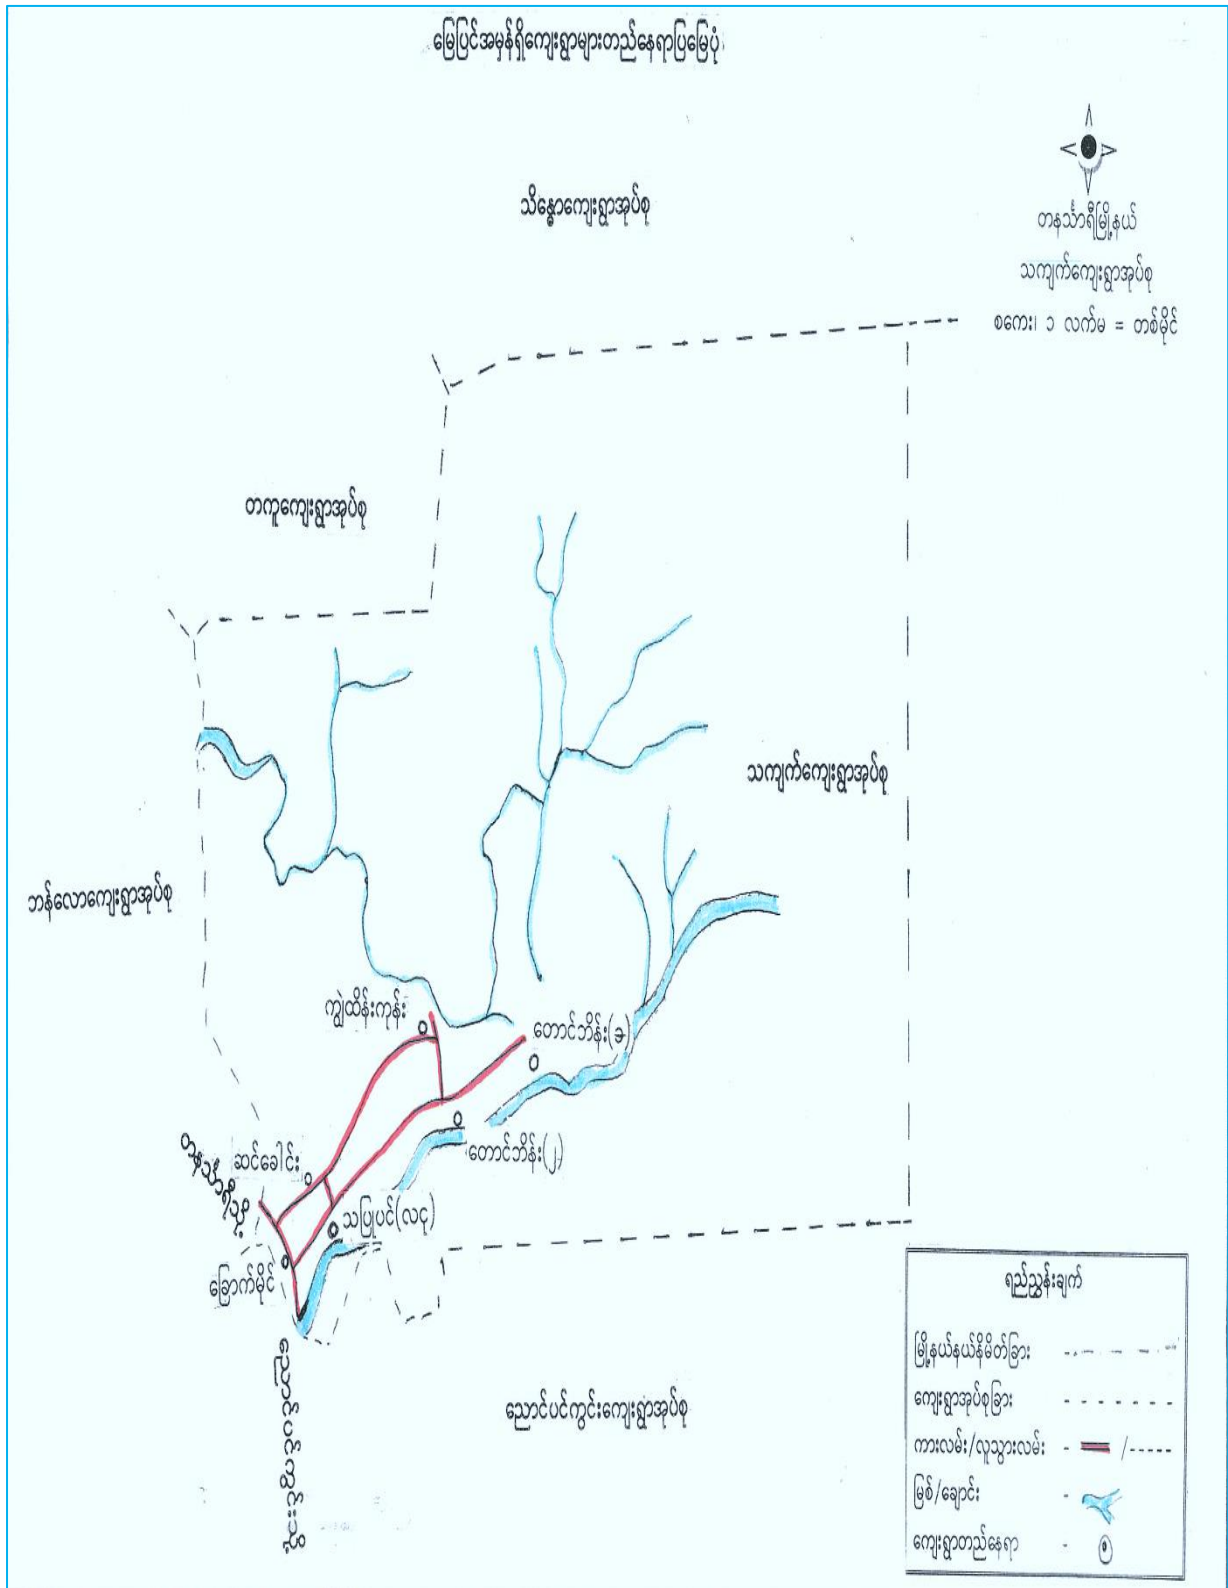 မြေပြင်အမှန်ရှိကျေးရွာများတည်နေရာပြမြေပုံ
သိန္ဓောကျေးရွာအုပ်စု
တနင်္သာရီမြို့နယ်
သကျက်ကျေးရွာအုပ်စု
စကေး၊ ၁ လက်မ = တစ်မိုင်
တကူကျေးရွာအုပ်စု
သကျက်ကျေးရွာအုပ်စု
ဘန်လောကျေးရွာအုပ်စု
ကျွဲထိန်းကုန်း
တောင်ဘိန်း(ခ)
တောင်ဘိန်း(၂)
ဆင်ခေါင်း
သပြုပင်(လငု)
ခြောက်မိုင်
ညောင်ပင်ကွင်းကျေးရွာအုပ်စု
ရည်ညွှန်းချက်
မြို့နယ်နယ်နိမိတ်ခြား
ကျေးရွာအုပ်စုခြား
ကားလမ်း/လူသွားလမ်း
မြစ်/ချောင်း
ကျေးရွာတည်နေရာ